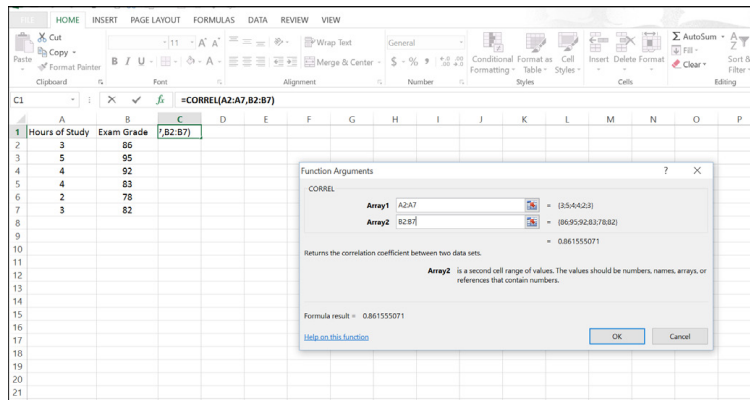 FILE HOME INSERT PAGE LAYOUT FORMULAS DATA REVIEW VIEW
Cut
Copy
Format Painter
Paste
Clipboard
11 A A
B I U
Font
Wrap Text
Merge & Center
Alignment
General
$ % , .0 .00 .00 .0
Number
Conditional Formatting
Format as Table
Cell Styles
Styles
Insert Delete Format
Cells
AutoSum
Fill
Clear
Sort &
Filter
Editing
C1 fx =CORREL(A2:A7,B2:B7)
A B C D E F G H I J K L M N O P
1 Hours of Study Exam Grade ',B2:B7)
2 3 86
3 5 95
4 4 92
5 4 83
6 2 78
7 3 82
8
9
10
11
12
13
14
15
16
17
18
19
20
21
Function Arguments ? X
CORREL
Array1 A2:A7 = {3;5;4;4;2;3}
Array2 B2:B7 = {86;95;92;83;78;82}
= 0.861555071
Returns the correlation coefficient between two data sets.
Array2 is a second cell range of values. The values should be numbers, names, arrays, or
references that contain numbers.
Formula result = 0.861555071
Help on this function
OK Cancel